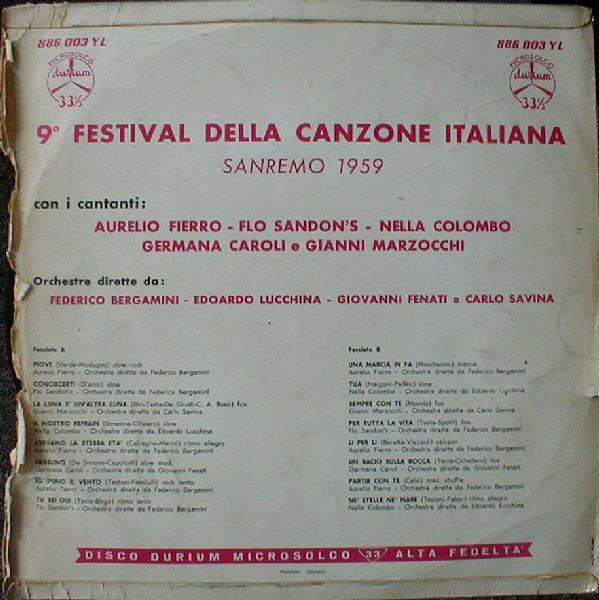 886 003 YL
886 003 YL
MICROSOLCO
durium
33⅓
MICROSOLCO
durium
33⅓
9° FESTIVAL DELLA CANZONE ITALIANA
SANREMO 1959
con i cantanti:
AURELIO FIERRO - FLO SANDON'S - NELLA COLOMBO
GERMANA CAROLI e GIANNI MARZOCCHI
Orchestre dirette da:
FEDERICO BERGAMINI - EDOARDO LUCCHINA - GIOVANNI FENATI e CARLO SAVINA
Facciata A
PIOVE (Verde-Modugno) slow rock
Aurelio Fierro - Orchestra diretta da Federico Bergamini
CONOSCERTI (D'Anzi) slow
Flo Sandon's - Orchestra diretta da Federico Bergamini
LA LUNA E' UN'ALTRA LUNA (Biri-Testa-De Giusti-C. A. Rossi) fox
Gianni Marzocchi - Orchestra diretta da Carlo Savina
IL NOSTRO REFRAIN (Simeone-Olivares) slow
Nella Colombo - Orchestra diretta da Edoardo Lucchina
AVEVAMO LA STESSA ETA' (Calcagno-Marini) ritmo allegro
Aurelio Fierro - Orchestra diretta da Federico Bergamini
NESSUNO (De Simone-Capotosti) slow mod.
Germana Caroli - Orchestra diretta da Giovanni Fenati
IO SONO IL VENTO (Testoni-Fanciulli) rock lento
Aurelio Fierro - Orchestra diretta da Federico Bergamini
TU SEI QUI (Testa-Birga) ritmo lento
Flo Sandon's - Orchestra diretta da Federico Bergamini
Facciata B
UNA MARCIA IN FA (Mascheroni) marcia
Aurelio Fierro - Orchestra diretta da Federico Bergamini
TUA (Malgoni-Pallesi) slow
Nella Colombo - Orchestra diretta da Edoardo Lucchina
SEMPRE CON TE (Murolo) fox
Gianni Marzocchi - Orchestra diretta da Carlo Savina
PER TUTTA LA VITA (Testa-Spotti) fox
Flo Sandon's - Orchestra diretta da Federico Bergamini
LI PER LI (Beretta-Viezzoli) calypso
Aurelio Fierro - Orchestra diretta da Federico Bergamini
UN BACIO SULLA BOCCA (Testa-Cichellero) fox
Germana Caroli - Orchestra diretta da Giovanni Fenati
PARTIR CON TE (Calvi) med. shuffle
Aurelio Fierro - Orchestra diretta da Federico Bergamini
NE' STELLE NE' MARE (Testoni-Fabor) ritmo allegro
Nella Colombo - Orchestra diretta da Edoardo Lucchina
DISCO DURIUM MICROSOLCO 33 ALTA FEDELTA'